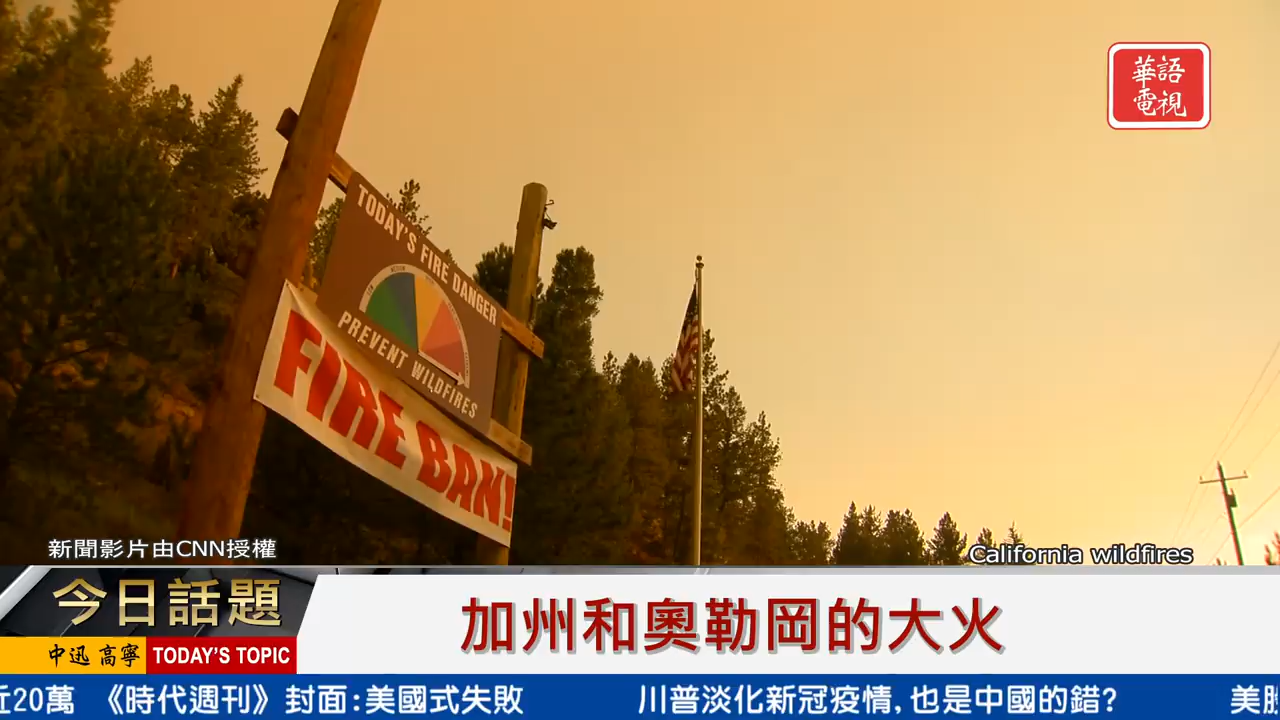 華語
電視
TODAY'S FIRE DANGER
PREVENT WILDFIRES
FIRE BAN!
新聞影片由CNN授權
California wildfires
今日話題
加州和奧勒岡的大火
中迅 高寧
TODAY'S TOPIC
近20萬 《時代週刊》封面:美國式失敗 川普淡化新冠疫情,也是中國的錯? 美股